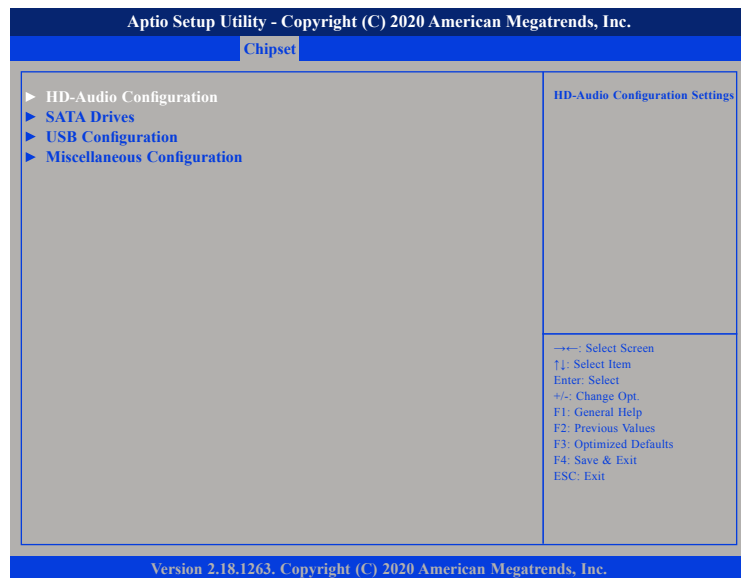 Aptio Setup Utility - Copyright (C) 2020 American Megatrends, Inc.
Chipset
► HD-Audio Configuration
► SATA Drives
► USB Configuration
► Miscellaneous Configuration
HD-Audio Configuration Settings
→←: Select Screen
↑↓: Select Item
Enter: Select
+/-: Change Opt.
F1: General Help
F2: Previous Values
F3: Optimized Defaults
F4: Save & Exit
ESC: Exit
Version 2.18.1263. Copyright (C) 2020 American Megatrends, Inc.